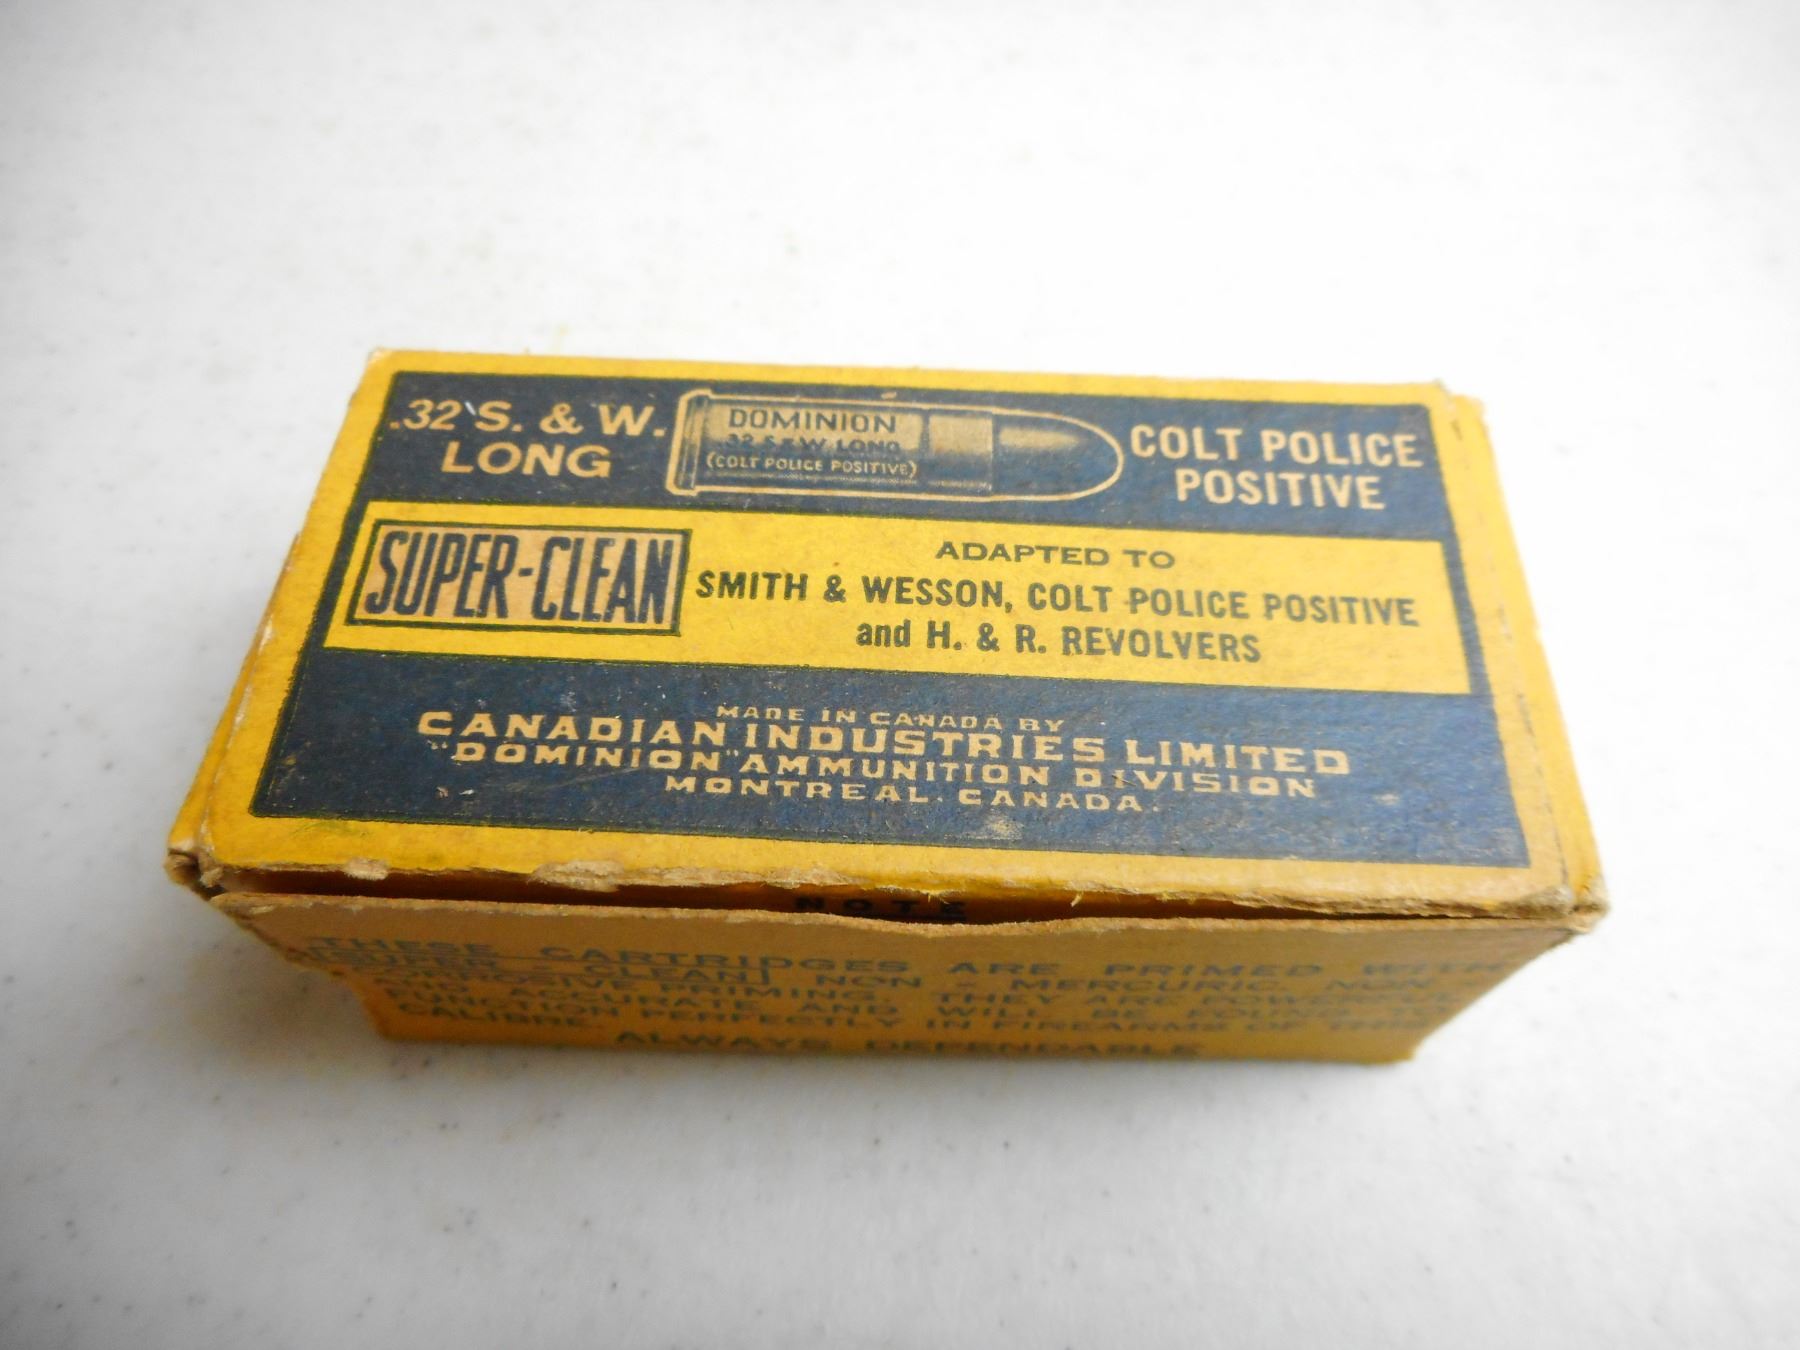 .32 S. & W.
LONG
DOMINION
.32 S & W. LONG
(COLT POLICE POSITIVE)
COLT POLICE
POSITIVE
SUPER-CLEAN
ADAPTED TO
SMITH & WESSON, COLT POLICE POSITIVE
and H. & R. REVOLVERS
MADE IN CANADA BY
CANADIAN INDUSTRIES LIMITED
"DOMINION" AMMUNITION DIVISION
MONTREAL. CANADA.
NOTE
THESE CARTRIDGES ARE PRIMED WITH
[SUPER - CLEAN] NON - MERCURIC, NON
CORROSIVE PRIMING. THEY ARE POWERFUL
AND ACCURATE AND WILL BE FOUND TO
FUNCTION PERFECTLY IN FIREARMS OF THIS
CALIBRE.
ALWAYS DEPENDABLE